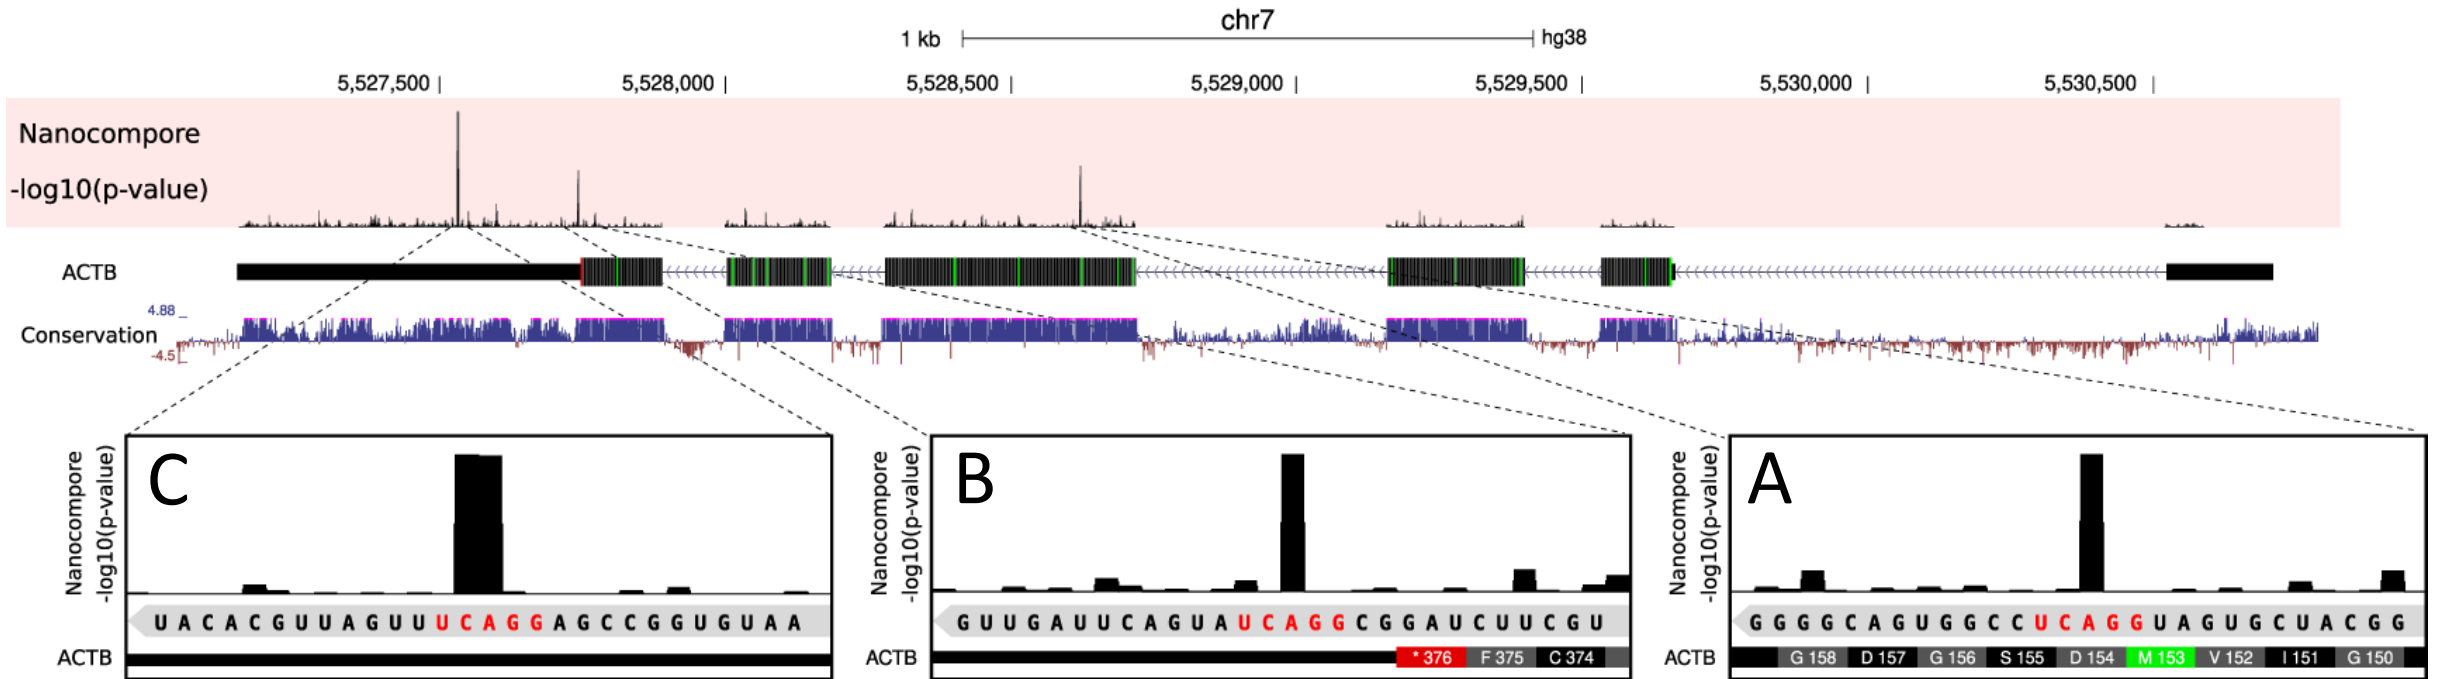 chr7
1 kb hg38
5,527,500 5,528,000 5,528,500 5,529,000 5,529,500 5,530,000 5,530,500
Nanocompore
-log10(p-value)
ACTB
4.88
Conservation
-4.5
C
Nanocompore
-log10(p-value)
UACACGUUAGUUUCAGGAGCCGGUGUAA
ACTB
B
Nanocompore
-log10(p-value)
GUUGAUUCAGUAUCAGGCGGAUCUUCGU
ACTB
* 376 F 375 C 374
A
Nanocompore
-log10(p-value)
GGGGCAGUGGCCUCAGGUAGUGCUACGG
ACTB
G 158 D 157 G 156 S 155 D 154 M 153 V 152 I 151 G 150